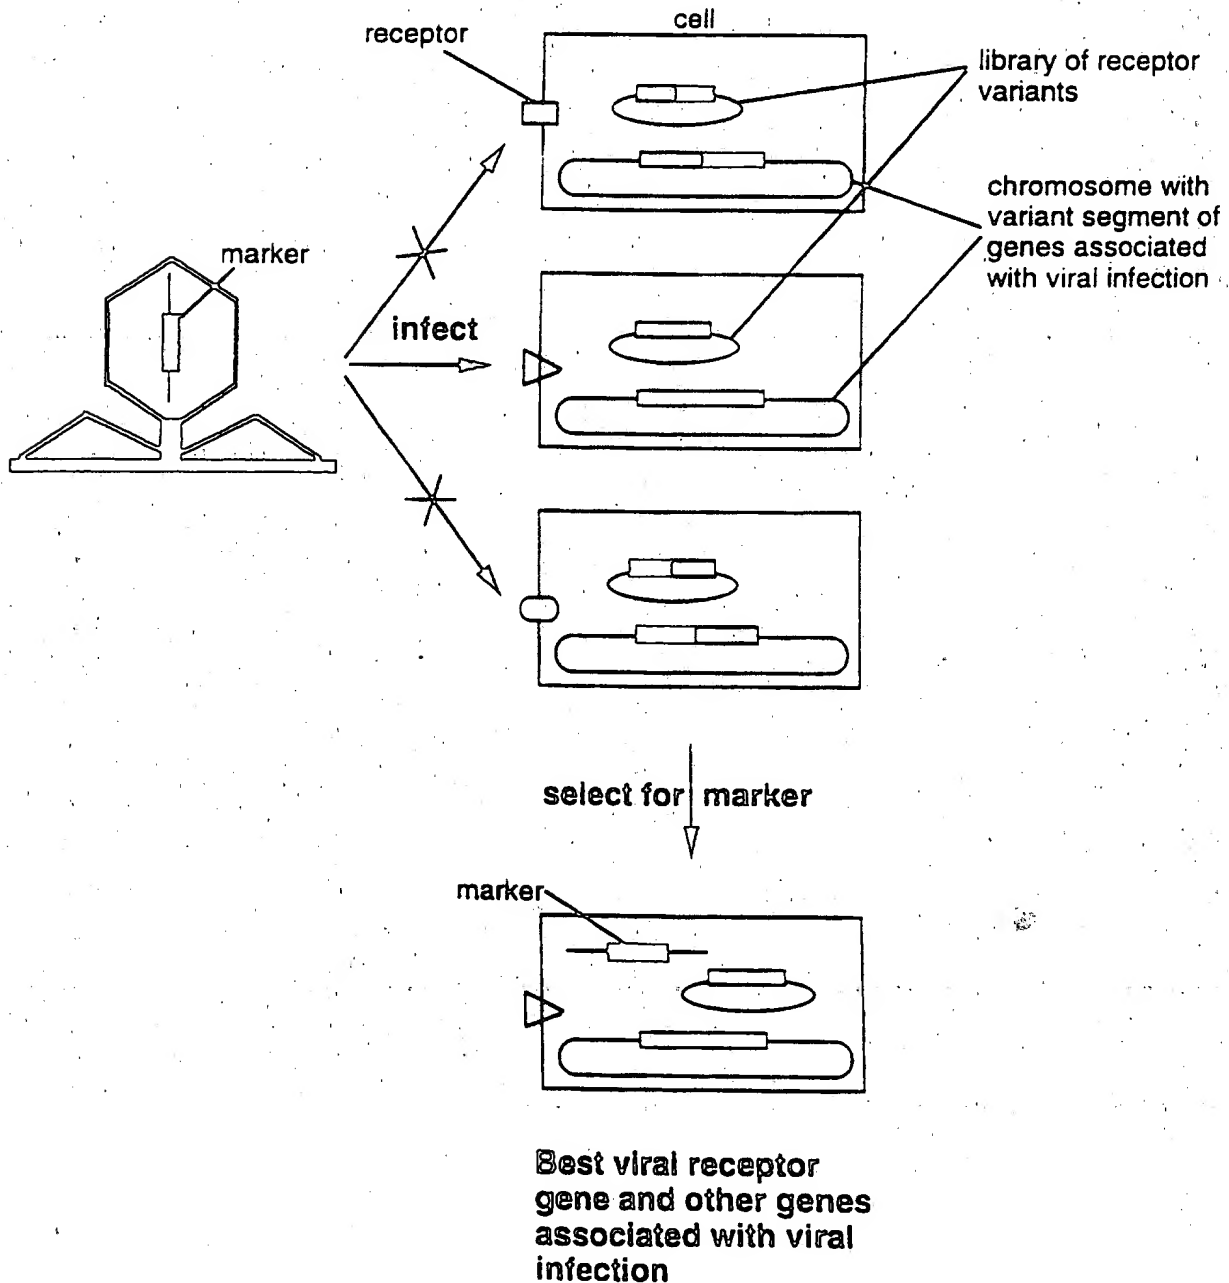 cell
receptor
library of receptor
variants
chromosome with
variant segment of
genes associated
with viral infection
marker
infect
select for marker
marker
Best viral receptor
gene and other genes
associated with viral
infection